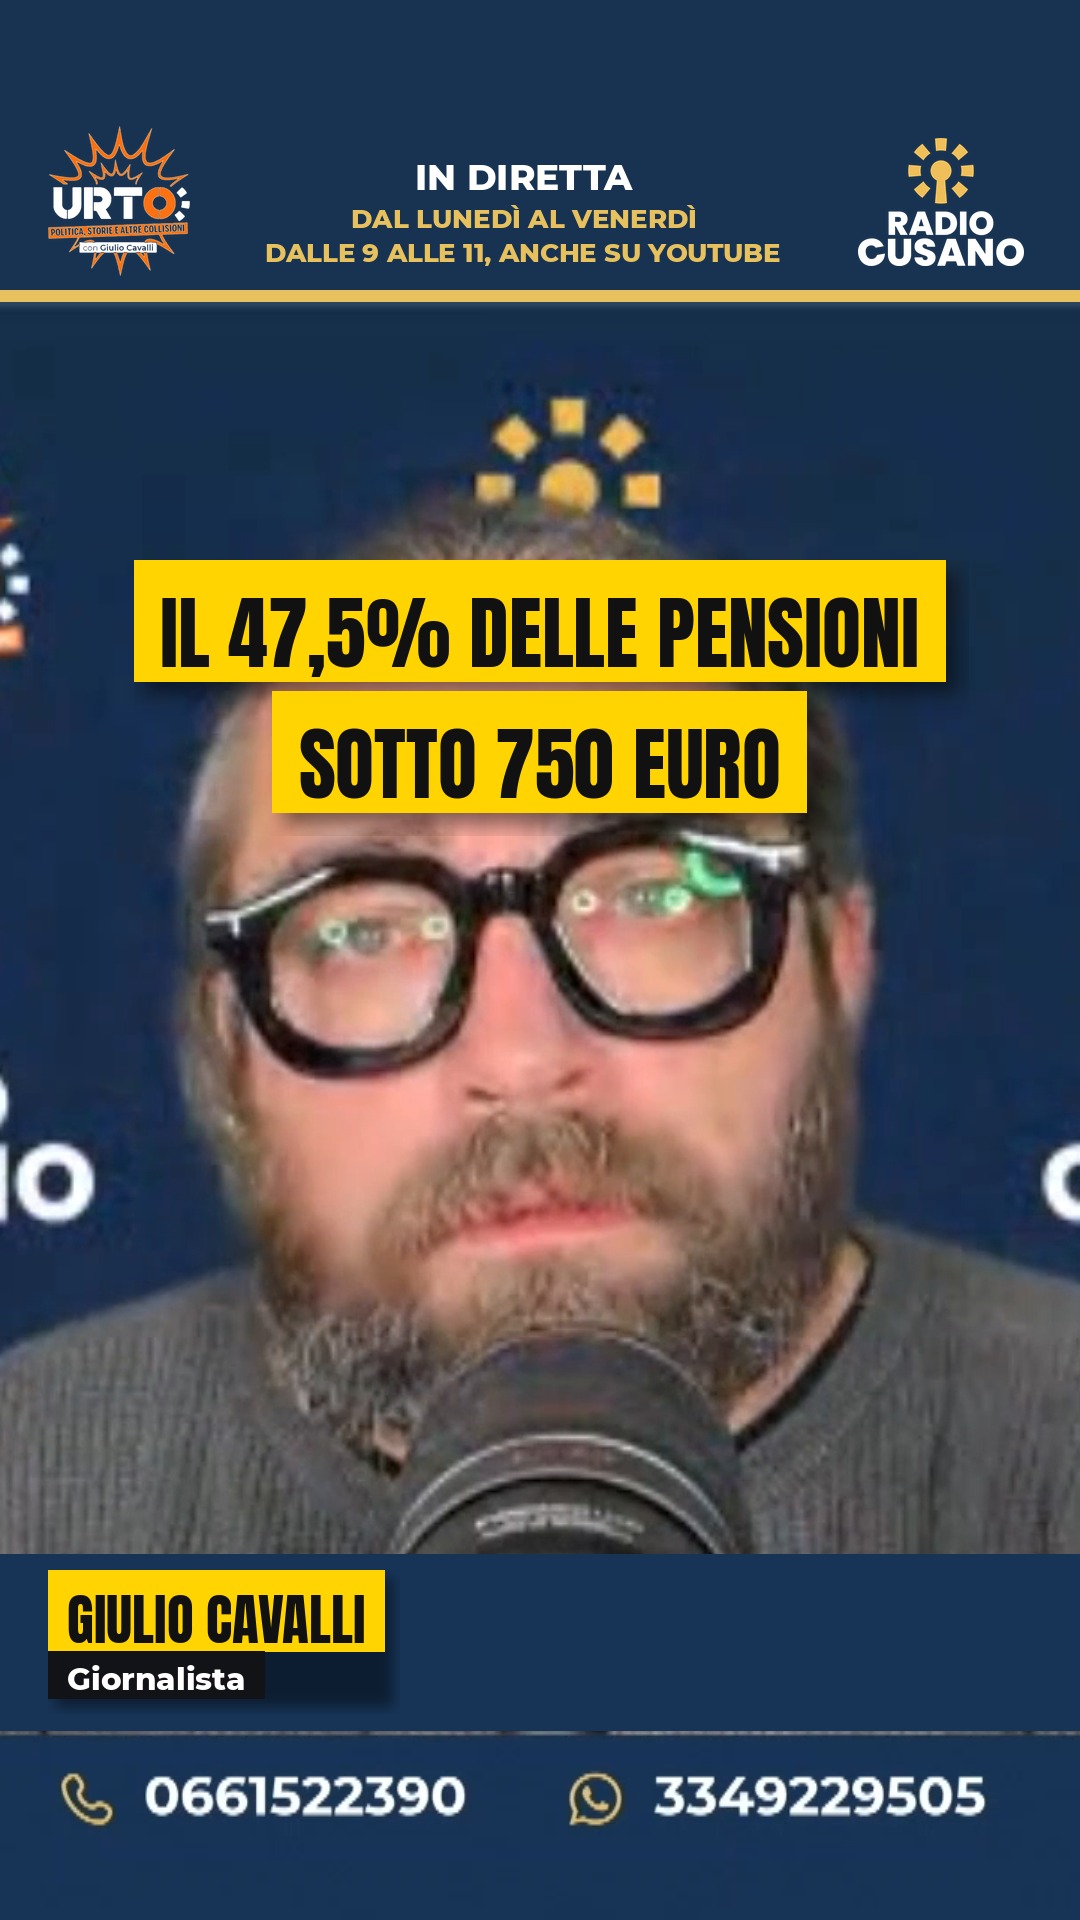 URTO
POLITICA, STORIE E ALTRE COLLISIONI
con Giulio Cavalli
IN DIRETTA
DAL LUNEDÌ AL VENERDÌ
DALLE 9 ALLE 11, ANCHE SU YOUTUBE
RADIO
CUSANO
IL 47,5% DELLE PENSIONI
SOTTO 750 EURO
GIULIO CAVALLI
Giornalista
0661522390
3349229505